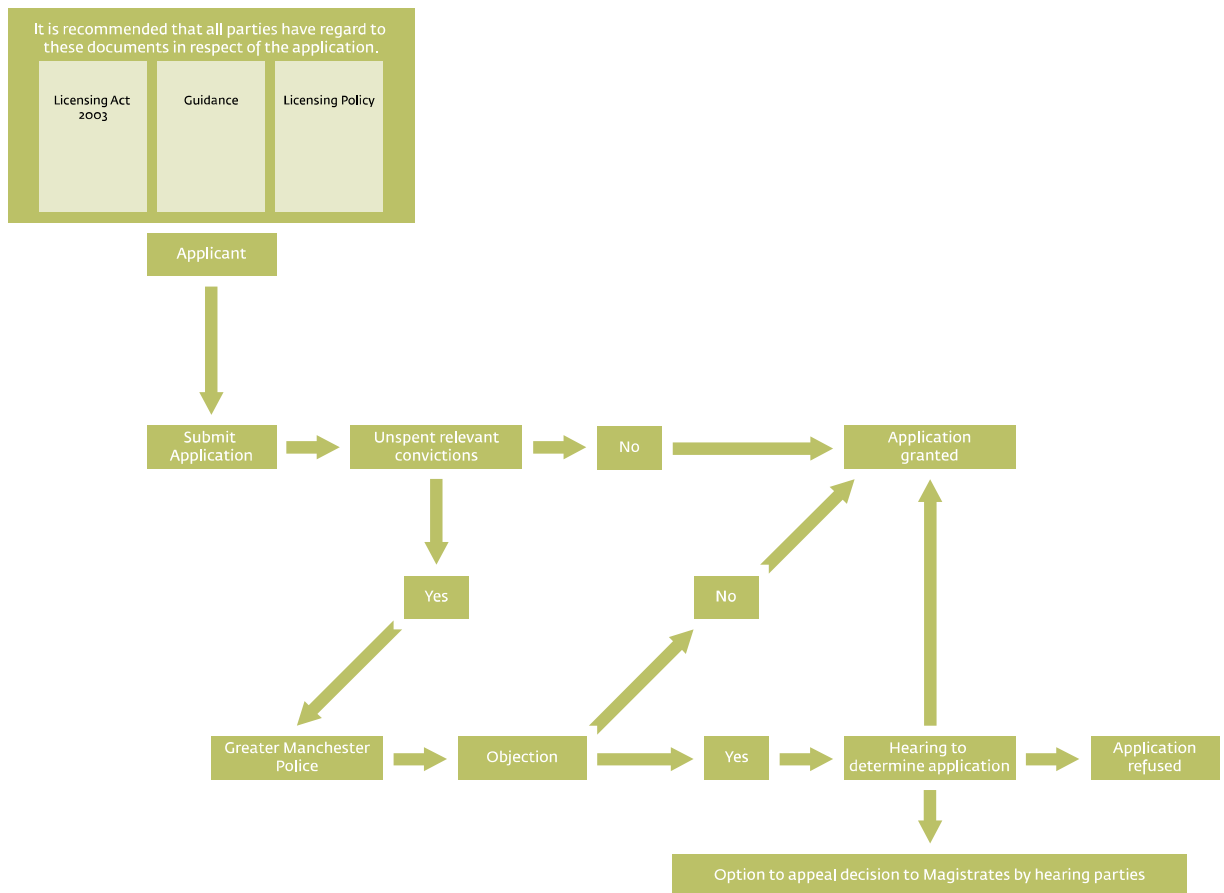 It is recommended that all parties have regard to
these documents in respect of the application.
Licensing Act
2003
Guidance
Licensing Policy
Applicant
Submit
Application
Unspent relevant
convictions
No
Application
granted
Yes
No
Greater Manchester
Police
Objection
Yes
Hearing to
determine application
Application
refused
Option to appeal decision to Magistrates by hearing parties